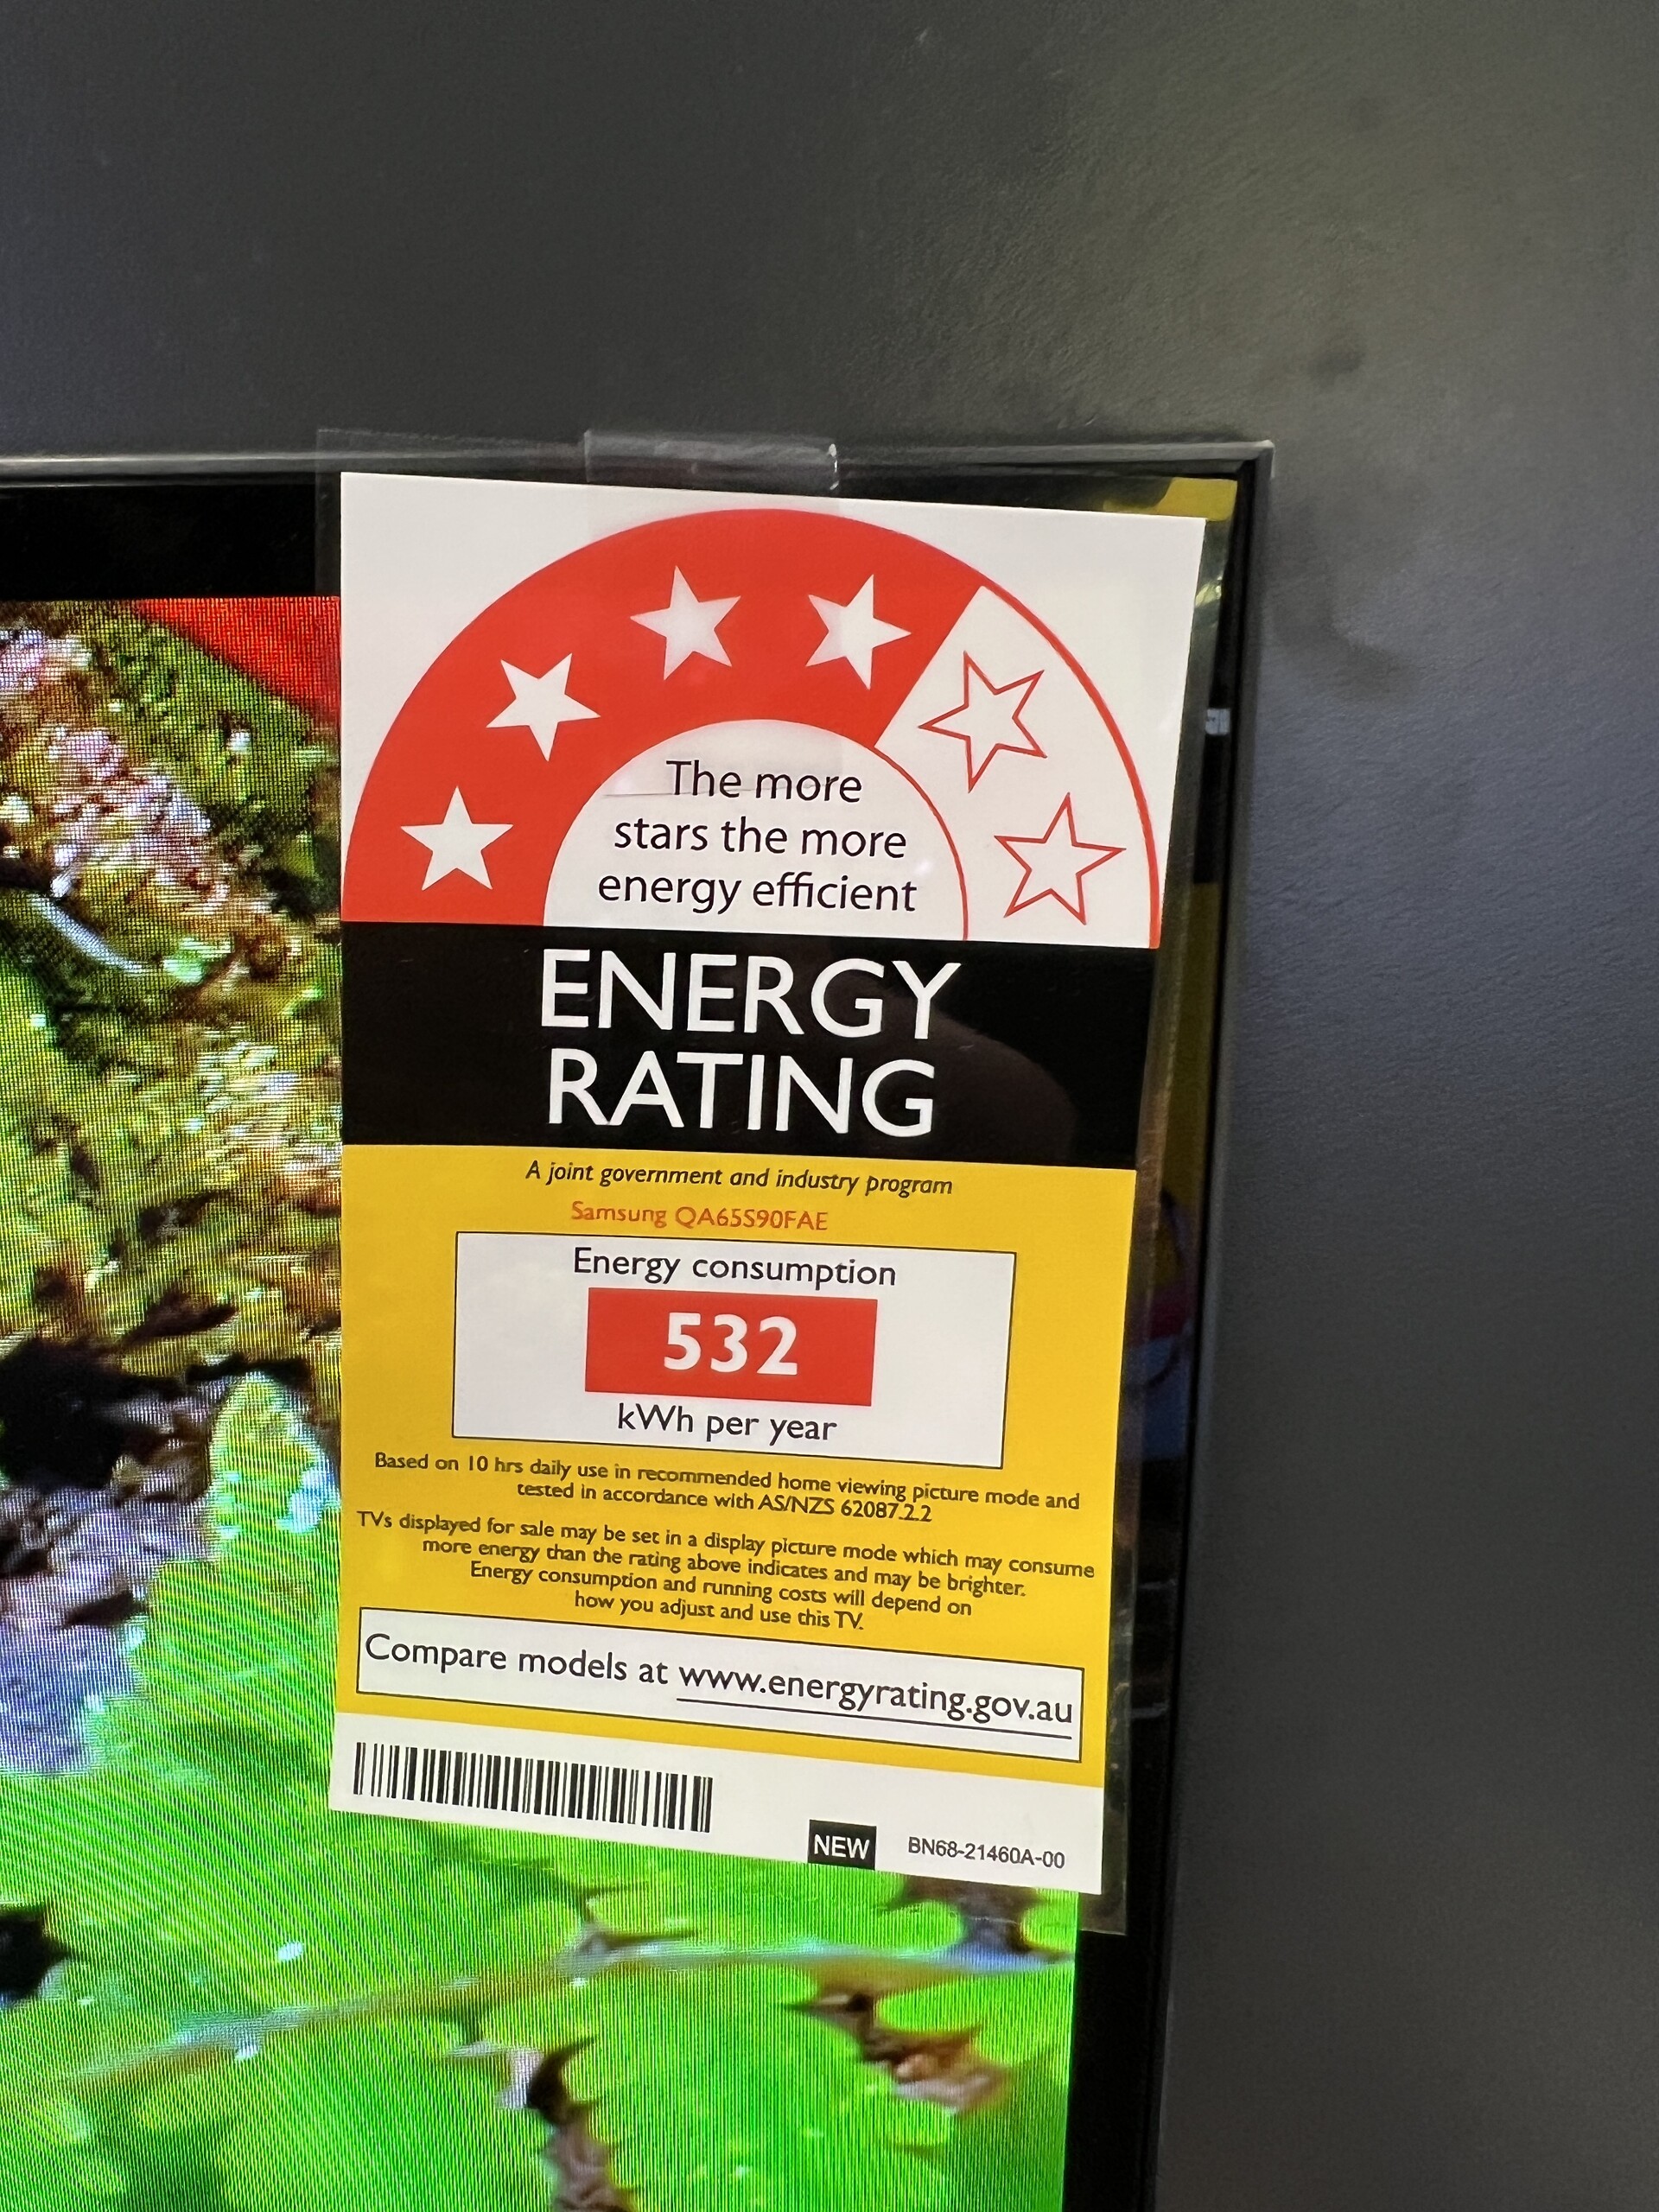 The more
stars the more
energy efficient
ENERGY
RATING
A joint government and industry program
Samsung QA65S90FAE
Energy consumption
532
kWh per year
Based on 10 hrs daily use in recommended home viewing picture mode and
tested in accordance with AS/NZS 62087.2.2
TVs displayed for sale may be set in a display picture mode which may consume
more energy than the rating above indicates and may be brighter.
Energy consumption and running costs will depend on
how you adjust and use this TV.
Compare models at www.energyrating.gov.au
NEW BN68-21460A-00